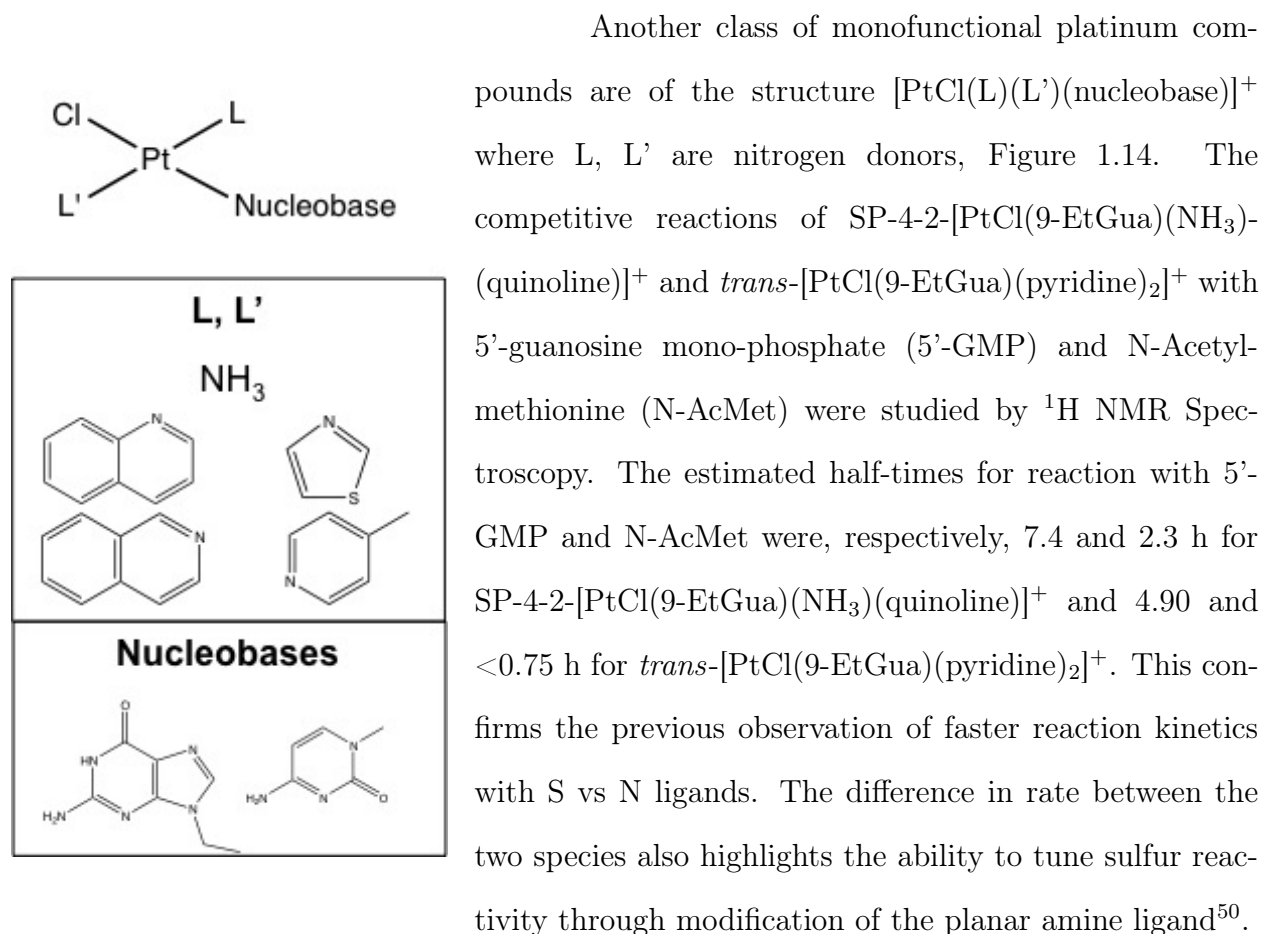 Cl
L
Pt
L'
Nucleobase
L, L'
NH₃
N
N
S
N
N
Nucleobases
O
HN
N
H₂N
N
N
N
H₂N
N
O
Another class of monofunctional platinum com-
pounds are of the structure [PtCl(L)(L’)(nucleobase)]⁺
where L, L’ are nitrogen donors, Figure 1.14. The
competitive reactions of SP-4-2-[PtCl(9-EtGua)(NH₃)-
(quinoline)]⁺ and trans-[PtCl(9-EtGua)(pyridine)₂]⁺ with
5’-guanosine mono-phosphate (5’-GMP) and N-Acetyl-
methionine (N-AcMet) were studied by ¹H NMR Spec-
troscopy. The estimated half-times for reaction with 5’-
GMP and N-AcMet were, respectively, 7.4 and 2.3 h for
SP-4-2-[PtCl(9-EtGua)(NH₃)(quinoline)]⁺ and 4.90 and
<0.75 h for trans-[PtCl(9-EtGua)(pyridine)₂]⁺. This con-
firms the previous observation of faster reaction kinetics
with S vs N ligands. The difference in rate between the
two species also highlights the ability to tune sulfur reac-
tivity through modification of the planar amine ligand⁵⁰.